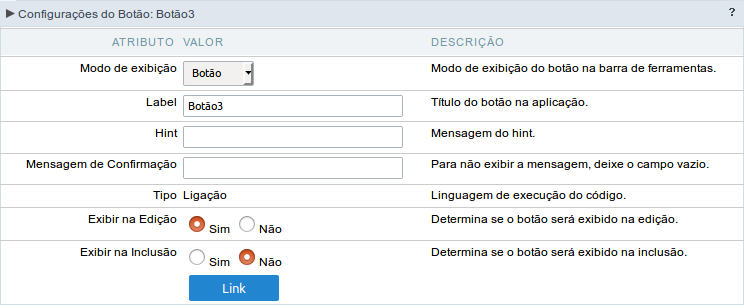 Configurações do Botão: Botão3 ?
ATRIBUTO VALOR DESCRIÇÃO
Modo de exibição Botão Modo de exibição do botão na barra de ferramentas.
Label Botão3 Título do botão na aplicação.
Hint Mensagem do hint.
Mensagem de Confirmação Para não exibir a mensagem, deixe o campo vazio.
Tipo Ligação Linguagem de execução do código.
Exibir na Edição Sim Não Determina se o botão será exibido na edição.
Exibir na Inclusão Sim Não Determina se o botão será exibido na inclusão.
Link